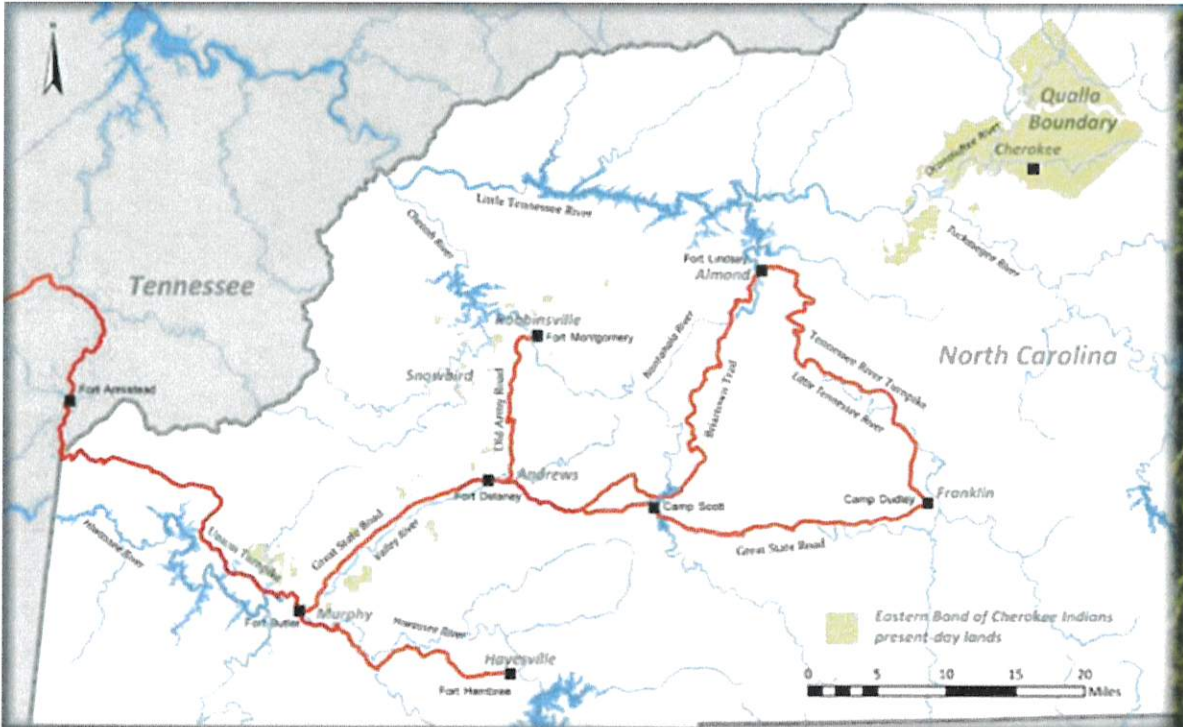 N
Qualla
Boundary
Oconaluftee River
Cherokee
Little Tennessee River
Cheoah River
Tuckasegee River
Fort Lindsay
Almond
Tennessee
Robbinsville
Fort Montgomery
Nantahala River
Tennessee River Turnpike
North Carolina
Snowbird
Fort Armistead
Old Army Road
Briartown Trail
Little Tennessee River
Andrews
Fort Delaney
Camp Scott
Camp Dudley
Franklin
Great State Road
Valley River
Great State Road
Hiwassee River
Unicoi Turnpike
Fort Butler
Murphy
Hiwassee River
Hayesville
Fort Hembree
Eastern Band of Cherokee Indians
present-day lands
0 5 10 15 20
Miles